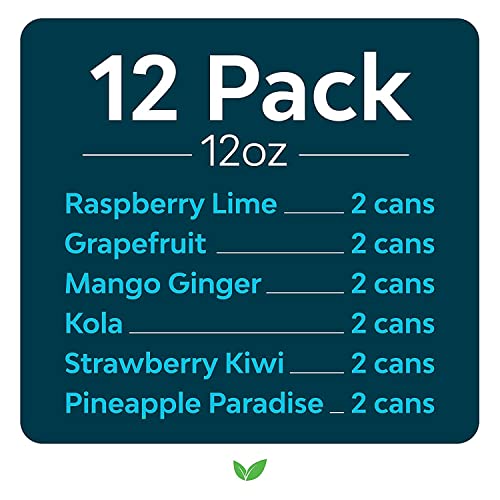 12 Pack
12oz
Raspberry Lime 2 cans
Grapefruit 2 cans
Mango Ginger 2 cans
Kola 2 cans
Strawberry Kiwi 2 cans
Pineapple Paradise 2 cans